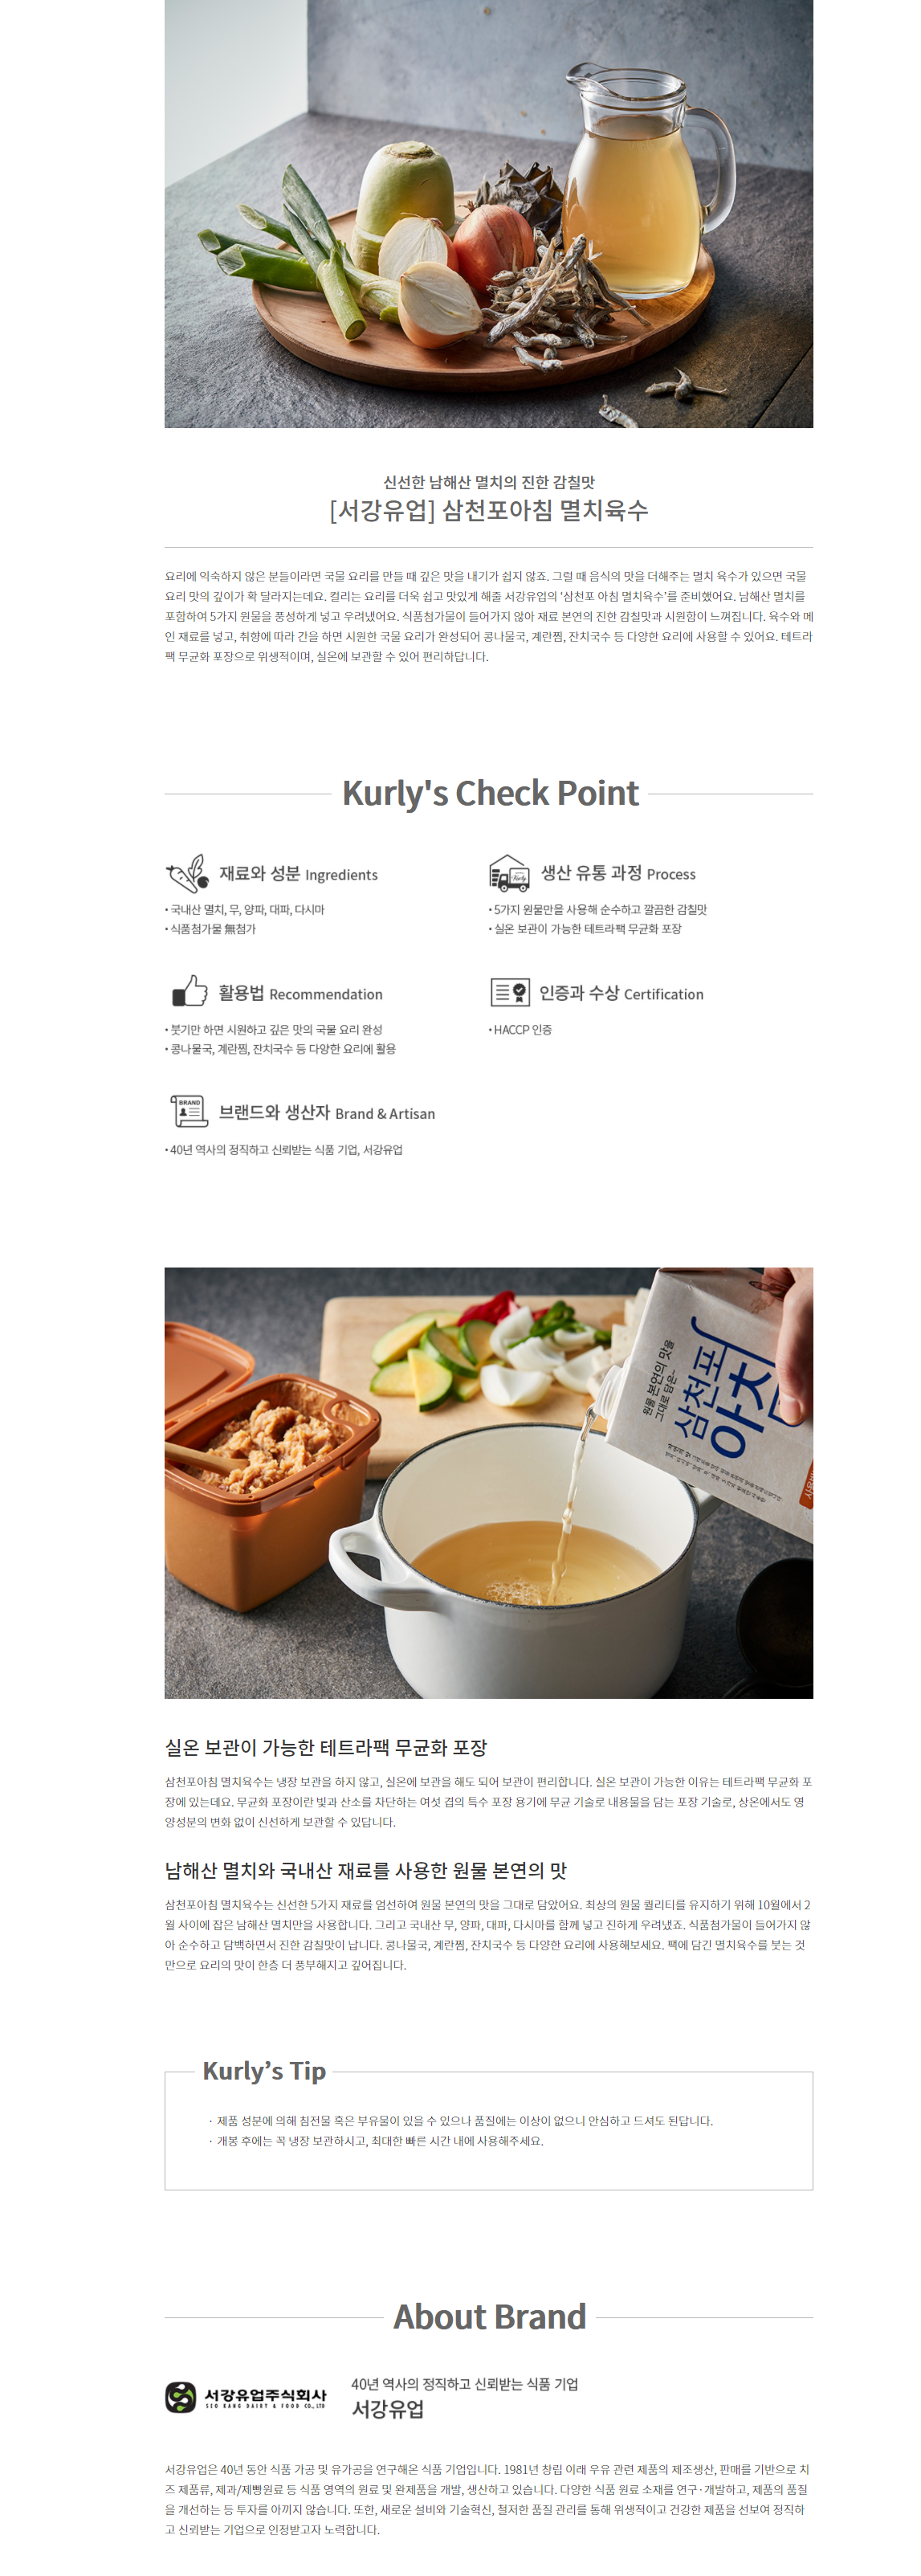 신선한 남해산 멸치의 진한 감칠맛
[서강유업] 삼천포아침 멸치육수
요리에 익숙하지 않은 분들이라면 국물 요리를 만들 때 깊은 맛을 내기가 쉽지 않죠. 그럴 때 음식의 맛을 더해주는 멸치 육수가 있으면 국물
요리 맛의 깊이가 확 달라지는데요. 컬리는 요리를 더욱 쉽고 맛있게 해줄 서강유업의 ‘삼천포 아침 멸치육수’를 준비했어요. 남해산 멸치를
포함하여 5가지 원물을 풍성하게 넣고 우려냈어요. 식품첨가물이 들어가지 않아 재료 본연의 진한 감칠맛과 시원함이 느껴집니다. 육수와 메
인 재료를 넣고, 취향에 따라 간을 하면 시원한 국물 요리가 완성되어 콩나물국, 계란찜, 잔치국수 등 다양한 요리에 사용할 수 있어요. 테트라
팩 무균화 포장으로 위생적이며, 실온에 보관할 수 있어 편리하답니다.
Kurly's Check Point
재료와 성분 Ingredients
• 국내산 멸치, 무, 양파, 대파, 다시마
• 식품첨가물 無첨가
생산 유통 과정 Process
• 5가지 원물만을 사용해 순수하고 깔끔한 감칠맛
• 실온 보관이 가능한 테트라팩 무균화 포장
활용법 Recommendation
• 붓기만 하면 시원하고 깊은 맛의 국물 요리 완성
• 콩나물국, 계란찜, 잔치국수 등 다양한 요리에 활용
인증과 수상 Certification
• HACCP 인증
BRAND
브랜드와 생산자 Brand & Artisan
• 40년 역사의 정직하고 신뢰받는 식품 기업, 서강유업
원물 본연의 맛을
그대로 담은
삼천포
아침
실온 보관이 가능한 테트라팩 무균화 포장
삼천포아침 멸치육수는 냉장 보관을 하지 않고, 실온에 보관을 해도 되어 보관이 편리합니다. 실온 보관이 가능한 이유는 테트라팩 무균화 포
장에 있는데요. 무균화 포장이란 빛과 산소를 차단하는 여섯 겹의 특수 포장 용기에 무균 기술로 내용물을 담는 포장 기술로, 상온에서도 영
양성분의 변화 없이 신선하게 보관할 수 있답니다.
남해산 멸치와 국내산 재료를 사용한 원물 본연의 맛
삼천포아침 멸치육수는 신선한 5가지 재료를 엄선하여 원물 본연의 맛을 그대로 담았어요. 최상의 원물 퀄리티를 유지하기 위해 10월에서 2
월 사이에 잡은 남해산 멸치만을 사용합니다. 그리고 국내산 무, 양파, 대파, 다시마를 함께 넣고 진하게 우려냈죠. 식품첨가물이 들어가지 않
아 순수하고 담백하면서 진한 감칠맛이 납니다. 콩나물국, 계란찜, 잔치국수 등 다양한 요리에 사용해보세요. 팩에 담긴 멸치육수를 붓는 것
만으로 요리의 맛이 한층 더 풍부해지고 깊어집니다.
Kurly’s Tip
· 제품 성분에 의해 침전물 혹은 부유물이 있을 수 있으나 품질에는 이상이 없으니 안심하고 드셔도 된답니다.
· 개봉 후에는 꼭 냉장 보관하시고, 최대한 빠른 시간 내에 사용해주세요.
About Brand
서강유업주식회사
SEO KANG DAIRY & FOOD CO., LTD
40년 역사의 정직하고 신뢰받는 식품 기업
서강유업
서강유업은 40년 동안 식품 가공 및 유가공을 연구해온 식품 기업입니다. 1981년 창립 이래 우유 관련 제품의 제조생산, 판매를 기반으로 치
즈 제품류, 제과/제빵원료 등 식품 영역의 원료 및 완제품을 개발, 생산하고 있습니다. 다양한 식품 원료 소재를 연구·개발하고, 제품의 품질
을 개선하는 등 투자를 아끼지 않습니다. 또한, 새로운 설비와 기술혁신, 철저한 품질 관리를 통해 위생적이고 건강한 제품을 선보여 정직하
고 신뢰받는 기업으로 인정받고자 노력합니다.